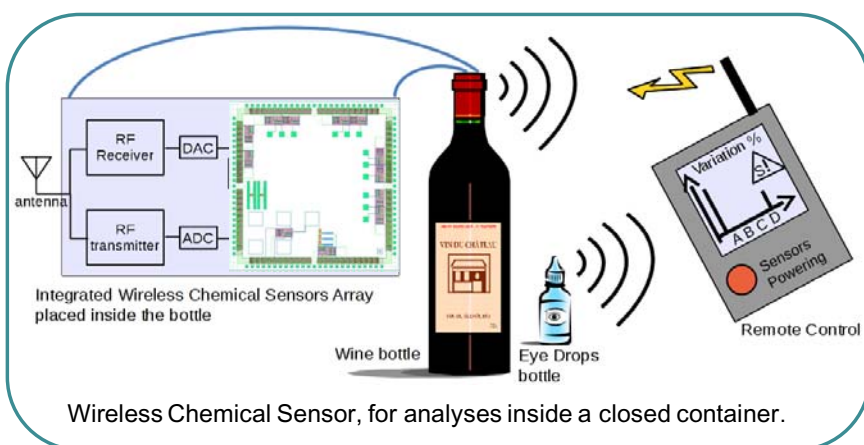 RF
Receiver
DAC
antenna
RF
transmitter
ADC
Integrated Wireless Chemical Sensors Array
placed inside the bottle
VIN DU CHÂTEAU
Wine bottle
Eye Drops
bottle
Variation %
S!
A B C D
Sensors
Powering
Remote Control
Wireless Chemical Sensor, for analyses inside a closed container.